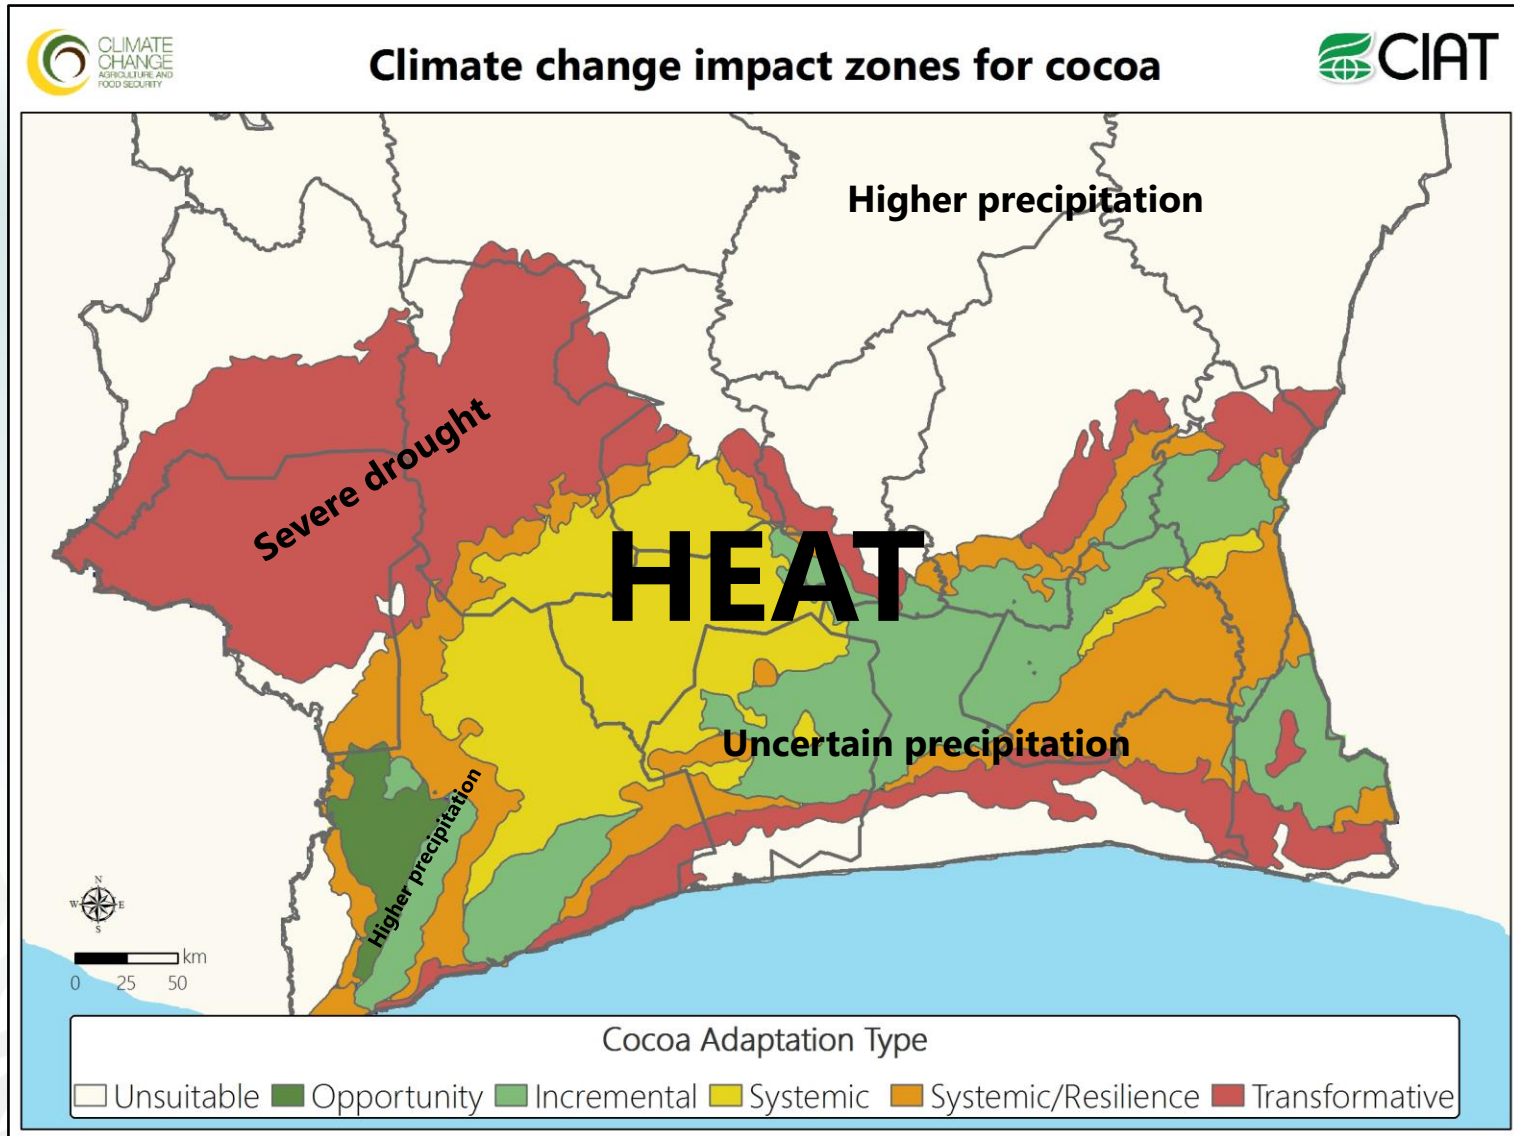 CLIMATE
CHANGE
AGRICULTURE AND
FOOD SECURITY
Climate change impact zones for cocoa
CIAT
Higher precipitation
Severe drought
HEAT
Uncertain precipitation
Higher precipitation
N
W E
S
km
0 25 50
Cocoa Adaptation Type
Unsuitable Opportunity Incremental Systemic Systemic/Resilience Transformative